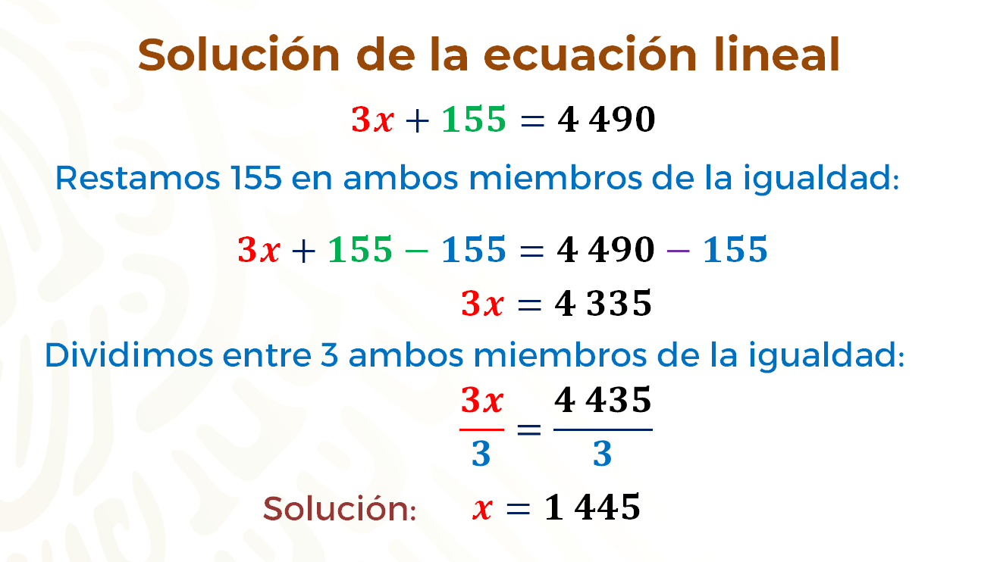 Solución de la ecuación lineal
3x + 155 = 4 490
Restamos 155 en ambos miembros de la igualdad:
3x + 155 − 155 = 4 490 − 155
3x = 4 335
Dividimos entre 3 ambos miembros de la igualdad:
3x/3 = 4 435/3
Solución: x = 1 445